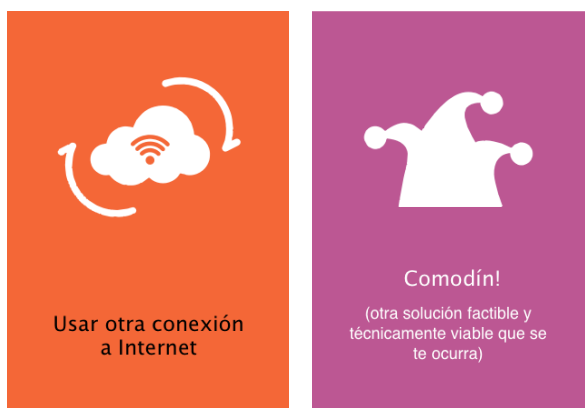 Usar otra conexión
a Internet
Comodín!
(otra solución factible y
técnicamente viable que se
te ocurra)